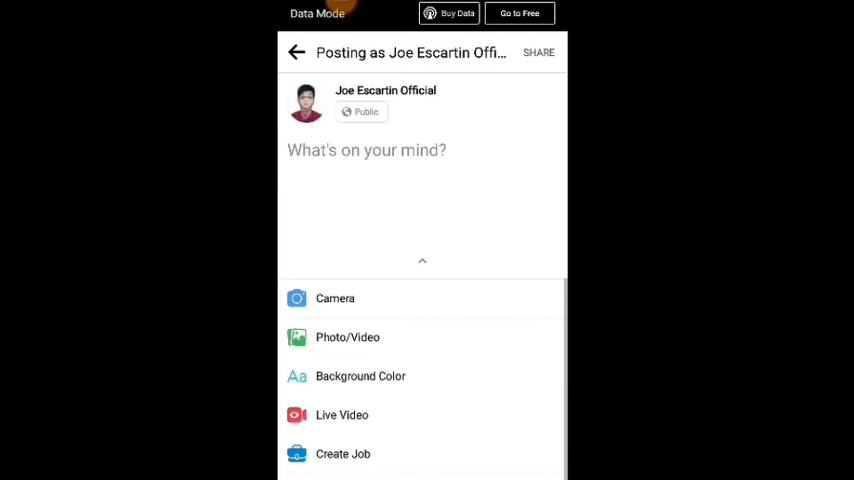 Data Mode
Buy Data
Go to Free
Posting as Joe Escartin Offi...
SHARE
Joe Escartin Official
Public
What's on your mind?
Camera
Photo/Video
Aa Background Color
Live Video
Create Job